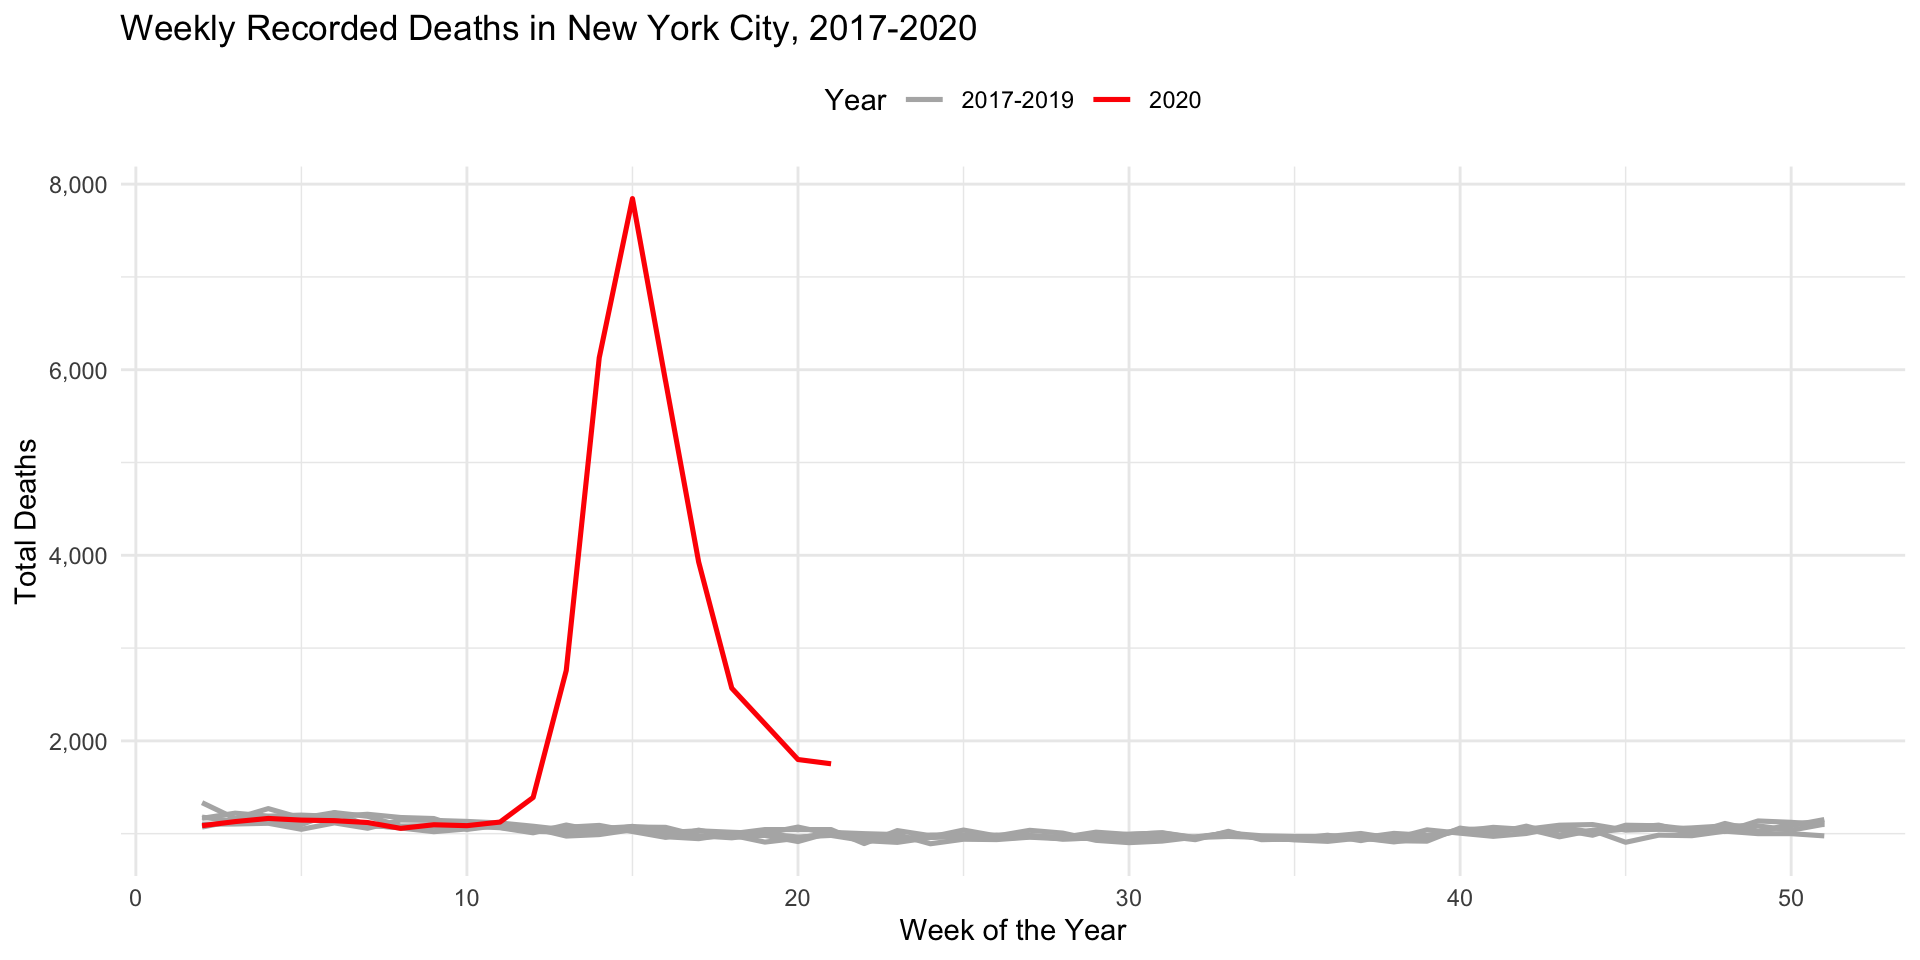 Weekly Recorded Deaths in New York City, 2017-2020
Year 2017-2019 2020
8,000
6,000
4,000
2,000
Total Deaths
0 10 20 30 40 50
Week of the Year